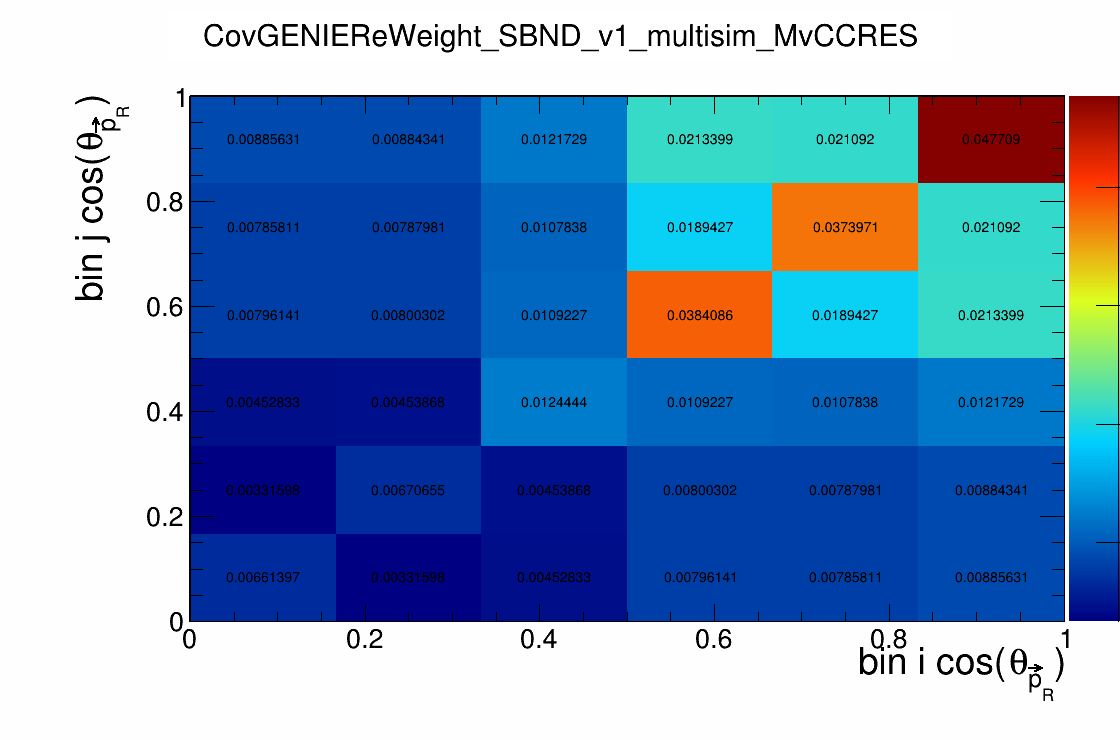 CovGENIEReWeight_SBND_v1_multisim_MvCCRES
bin j cos(θ_p⃗_R)
1
0.00885631 0.00884341 0.0121729 0.0213399 0.021092 0.047709
0.8
0.00785811 0.00787981 0.0107838 0.0189427 0.0373971 0.021092
0.6
0.00796141 0.00800302 0.0109227 0.0384086 0.0189427 0.0213399
0.4
0.00452833 0.00453868 0.0124444 0.0109227 0.0107838 0.0121729
0.00331598 0.00670655 0.00453868 0.00800302 0.00787981 0.00884341
0.2
0.00661397 0.00331598 0.00452833 0.00796141 0.00785811 0.00885631
0
0 0.2 0.4 0.6 0.8 1
bin i cos(θ_p⃗_R)